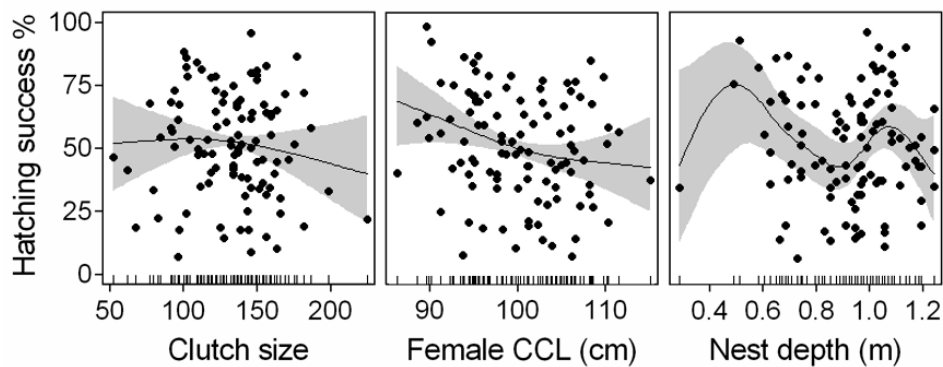 Hatching success %
100
75
50
25
0
50 100 150 200
90 100 110
0.4 0.6 0.8 1.0 1.2
Clutch size
Female CCL (cm)
Nest depth (m)